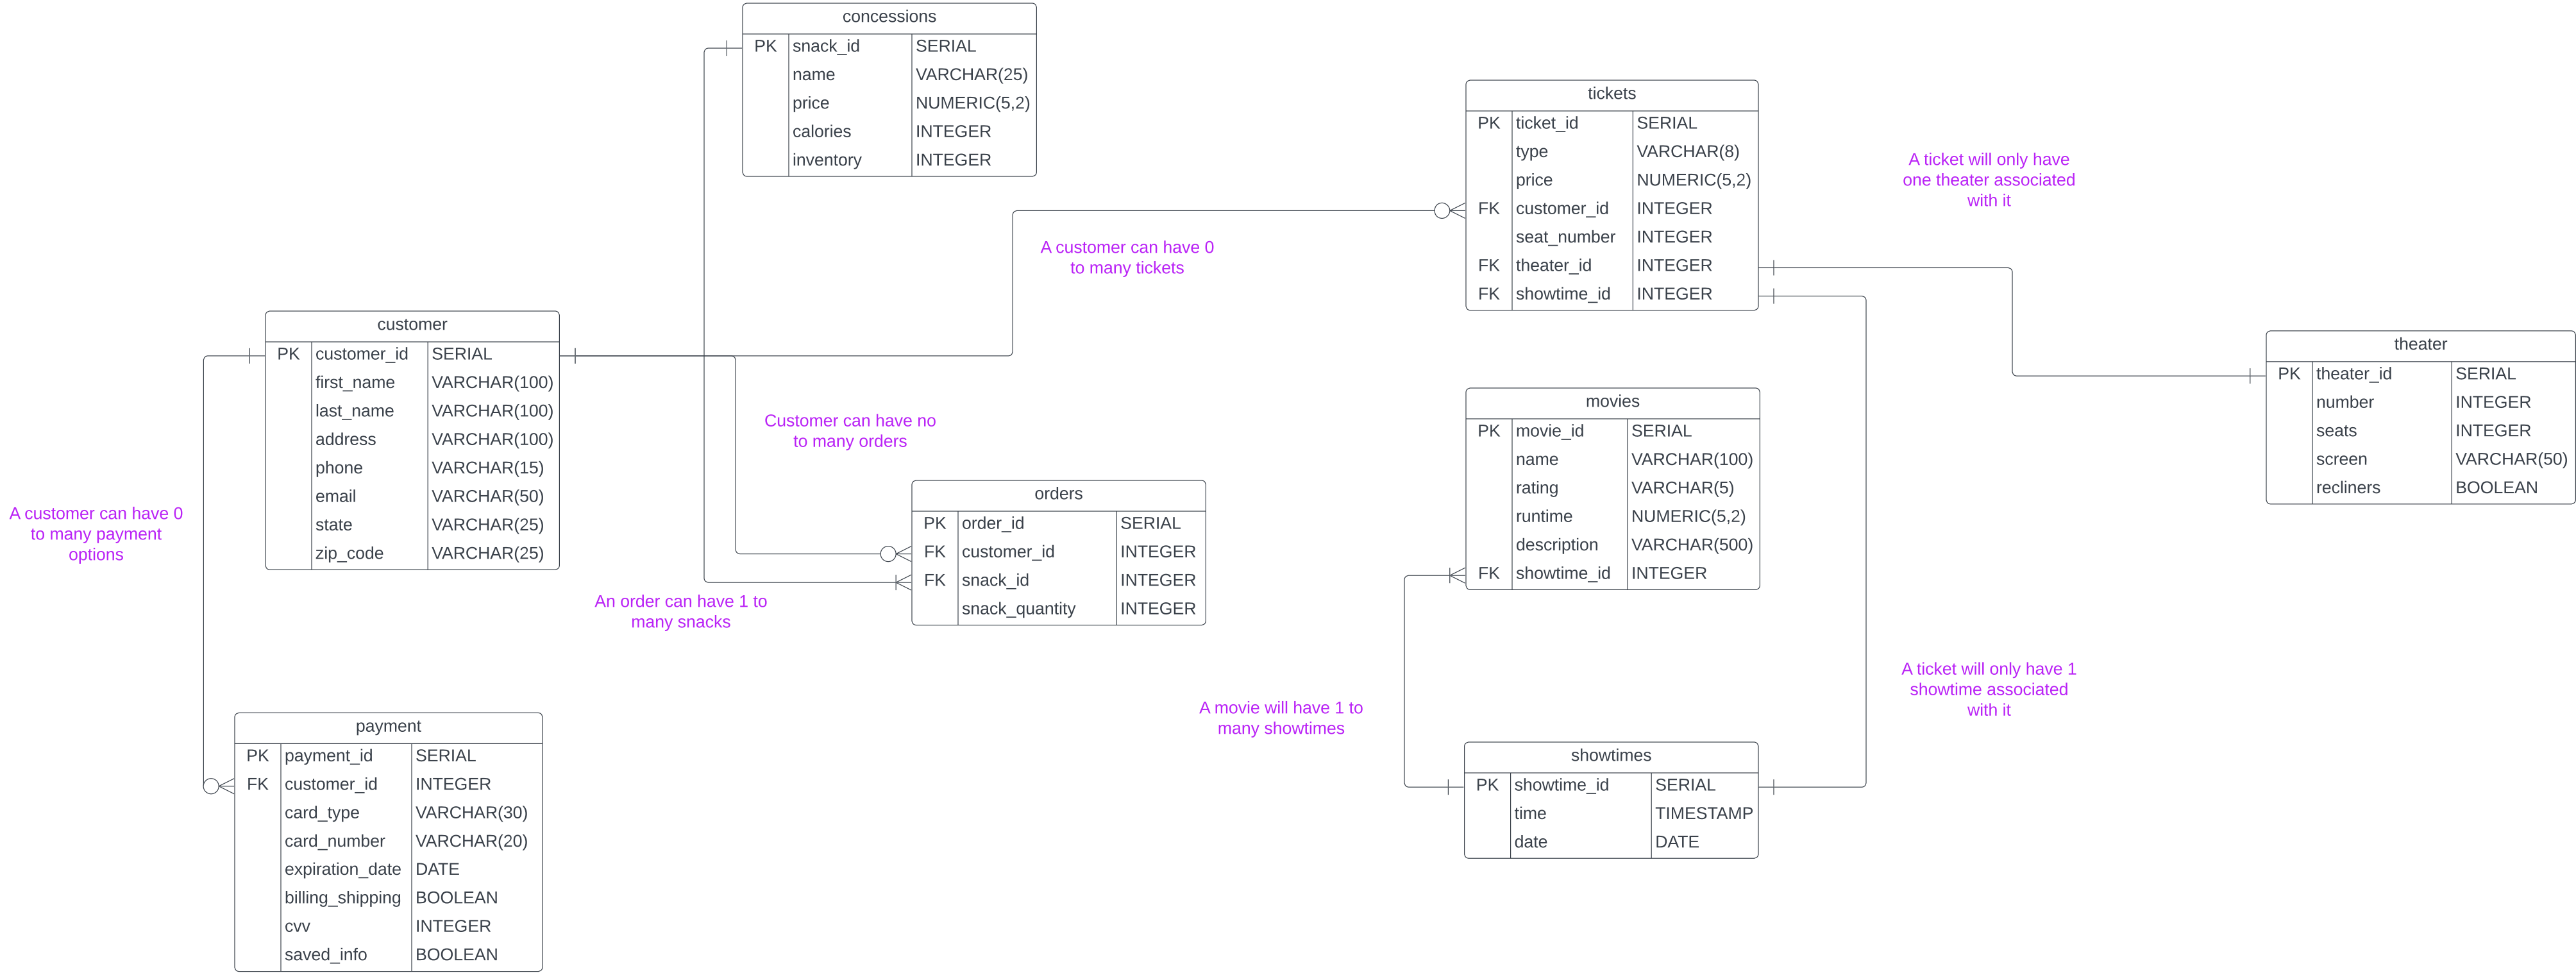 concessions
PK snack_id SERIAL
name VARCHAR(25)
price NUMERIC(5,2)
calories INTEGER
inventory INTEGER
tickets
PK ticket_id SERIAL
type VARCHAR(8)
price NUMERIC(5,2)
FK customer_id INTEGER
seat_number INTEGER
FK theater_id INTEGER
FK showtime_id INTEGER
A ticket will only have
one theater associated
with it
A customer can have 0
to many tickets
customer
PK customer_id SERIAL
first_name VARCHAR(100)
last_name VARCHAR(100)
address VARCHAR(100)
phone VARCHAR(15)
email VARCHAR(50)
state VARCHAR(25)
zip_code VARCHAR(25)
theater
PK theater_id SERIAL
number INTEGER
seats INTEGER
screen VARCHAR(50)
recliners BOOLEAN
movies
PK movie_id SERIAL
name VARCHAR(100)
rating VARCHAR(5)
runtime NUMERIC(5,2)
description VARCHAR(500)
FK showtime_id INTEGER
Customer can have no
to many orders
orders
PK order_id SERIAL
FK customer_id INTEGER
FK snack_id INTEGER
snack_quantity INTEGER
A customer can have 0
to many payment
options
An order can have 1 to
many snacks
A ticket will only have 1
showtime associated
with it
A movie will have 1 to
many showtimes
payment
PK payment_id SERIAL
FK customer_id INTEGER
card_type VARCHAR(30)
card_number VARCHAR(20)
expiration_date DATE
billing_shipping BOOLEAN
cvv INTEGER
saved_info BOOLEAN
showtimes
PK showtime_id SERIAL
time TIMESTAMP
date DATE